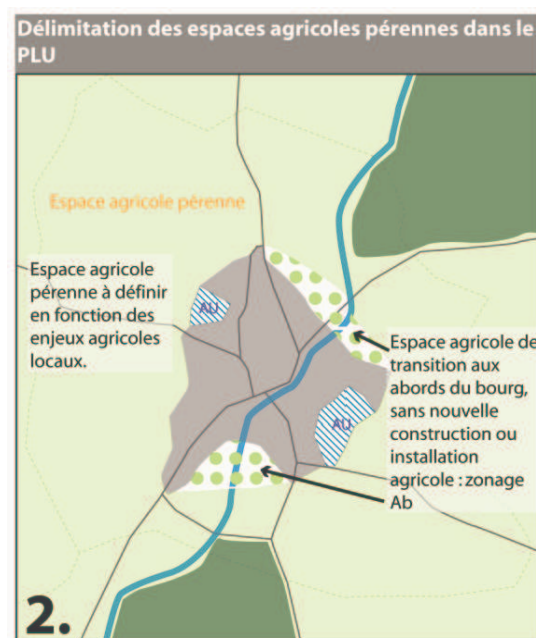 Délimitation des espaces agricoles pérennes dans le
PLU
Espace agricole pérenne
Espace agricole
pérenne à définir
en fonction des
enjeux agricoles
locaux.
AU
Espace agricole de
transition aux
abords du bourg,
sans nouvelle
construction ou
installation
agricole : zonage
Ab
AU
2.